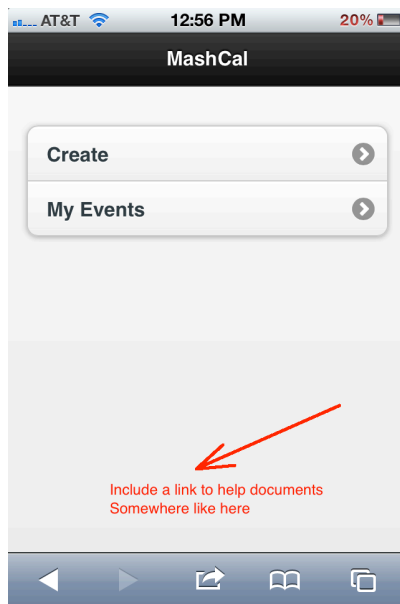 AT&T 12:56 PM 20%
MashCal
Create
My Events
Include a link to help documents
Somewhere like here